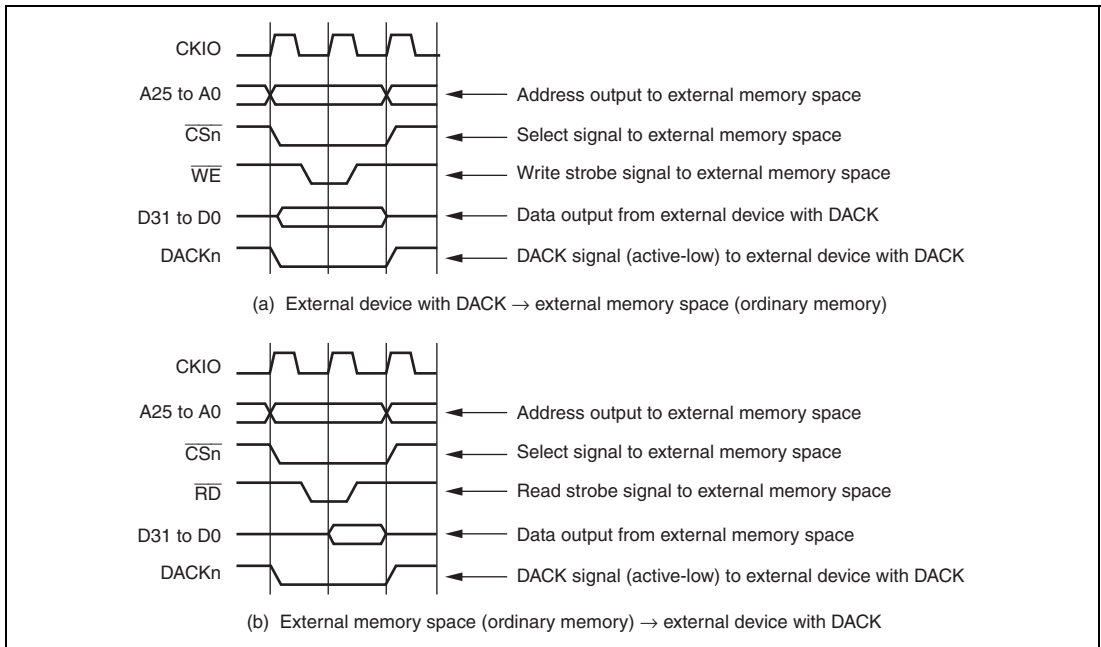 CKIO
A25 to A0 Address output to external memory space
CSn Select signal to external memory space
WE Write strobe signal to external memory space
D31 to D0 Data output from external device with DACK
DACKn DACK signal (active-low) to external device with DACK
(a) External device with DACK → external memory space (ordinary memory)
CKIO
A25 to A0 Address output to external memory space
CSn Select signal to external memory space
RD Read strobe signal to external memory space
D31 to D0 Data output from external memory space
DACKn DACK signal (active-low) to external device with DACK
(b) External memory space (ordinary memory) → external device with DACK